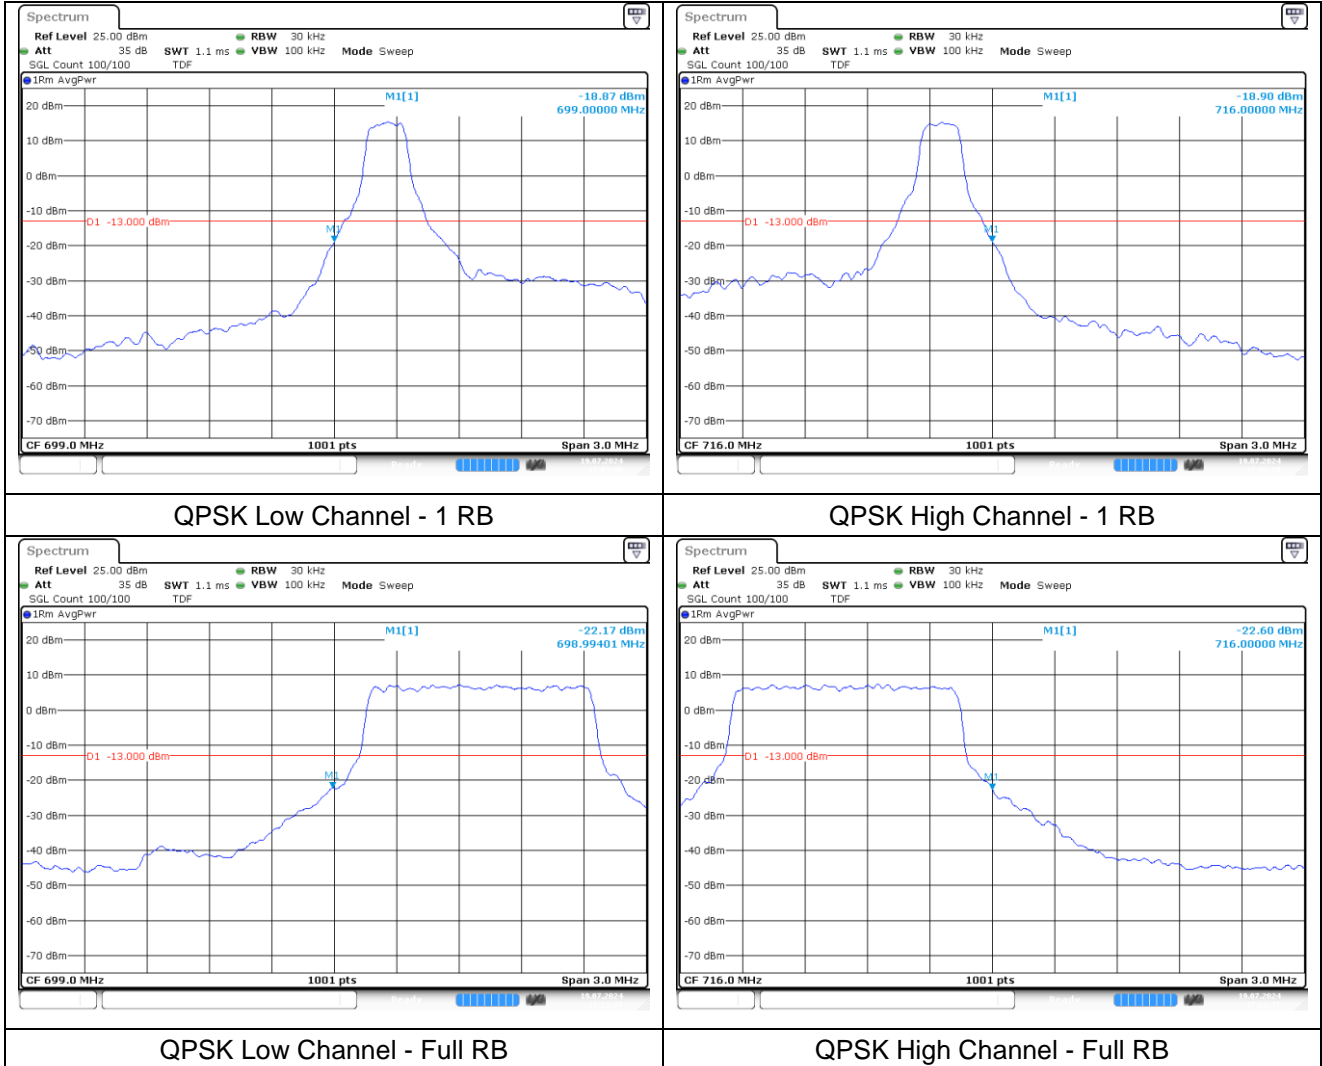 Spectrum
Ref Level 25.00 dBm RBW 30 kHz
Att 35 dB SWT 1.1 ms VBW 100 kHz Mode Sweep
SGL Count 100/100 TDF
1Rm AvgPwr
M1[1] -18.87 dBm
699.00000 MHz
20 dBm
10 dBm
0 dBm
-10 dBm
D1 -13.000 dBm
M1
-20 dBm
-30 dBm
-40 dBm
-50 dBm
-60 dBm
-70 dBm
CF 699.0 MHz 1001 pts Span 3.0 MHz
Ready 19.07.2024
QPSK Low Channel - 1 RB
Spectrum
Ref Level 25.00 dBm RBW 30 kHz
Att 35 dB SWT 1.1 ms VBW 100 kHz Mode Sweep
SGL Count 100/100 TDF
1Rm AvgPwr
M1[1] -18.90 dBm
716.00000 MHz
20 dBm
10 dBm
0 dBm
-10 dBm
D1 -13.000 dBm
M1
-20 dBm
-30 dBm
-40 dBm
-50 dBm
-60 dBm
-70 dBm
CF 716.0 MHz 1001 pts Span 3.0 MHz
Ready 19.07.2024
QPSK High Channel - 1 RB
Spectrum
Ref Level 25.00 dBm RBW 30 kHz
Att 35 dB SWT 1.1 ms VBW 100 kHz Mode Sweep
SGL Count 100/100 TDF
1Rm AvgPwr
M1[1] -22.17 dBm
698.99401 MHz
20 dBm
10 dBm
0 dBm
-10 dBm
D1 -13.000 dBm
M1
-20 dBm
-30 dBm
-40 dBm
-50 dBm
-60 dBm
-70 dBm
CF 699.0 MHz 1001 pts Span 3.0 MHz
Ready 19.07.2024
QPSK Low Channel - Full RB
Spectrum
Ref Level 25.00 dBm RBW 30 kHz
Att 35 dB SWT 1.1 ms VBW 100 kHz Mode Sweep
SGL Count 100/100 TDF
1Rm AvgPwr
M1[1] -22.60 dBm
716.00000 MHz
20 dBm
10 dBm
0 dBm
-10 dBm
D1 -13.000 dBm
M1
-20 dBm
-30 dBm
-40 dBm
-50 dBm
-60 dBm
-70 dBm
CF 716.0 MHz 1001 pts Span 3.0 MHz
Ready 19.07.2024
QPSK High Channel - Full RB